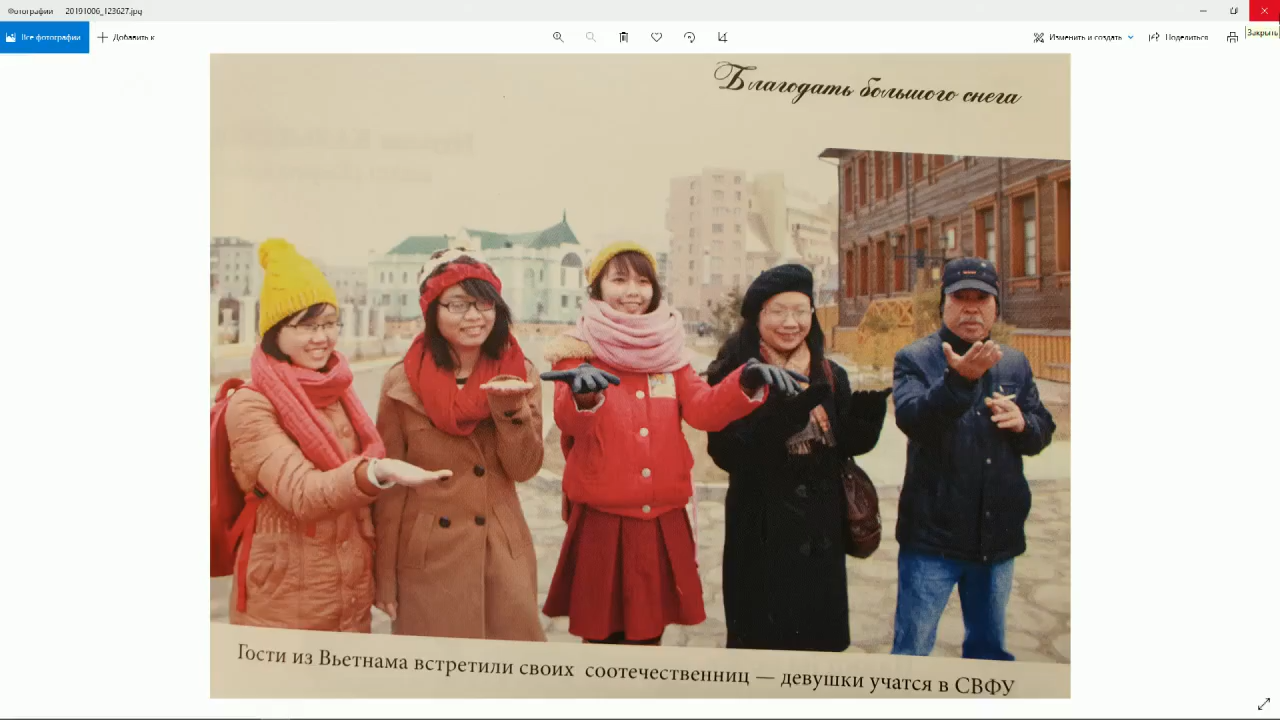 Фотографии 20191006_123627.jpg
Все фотографии
Добавить к
Изменить и создать
Поделиться
Закрыть
Благодать большого снега
Гости из Вьетнама встретили своих соотечественниц — девушки учатся в СВФУ